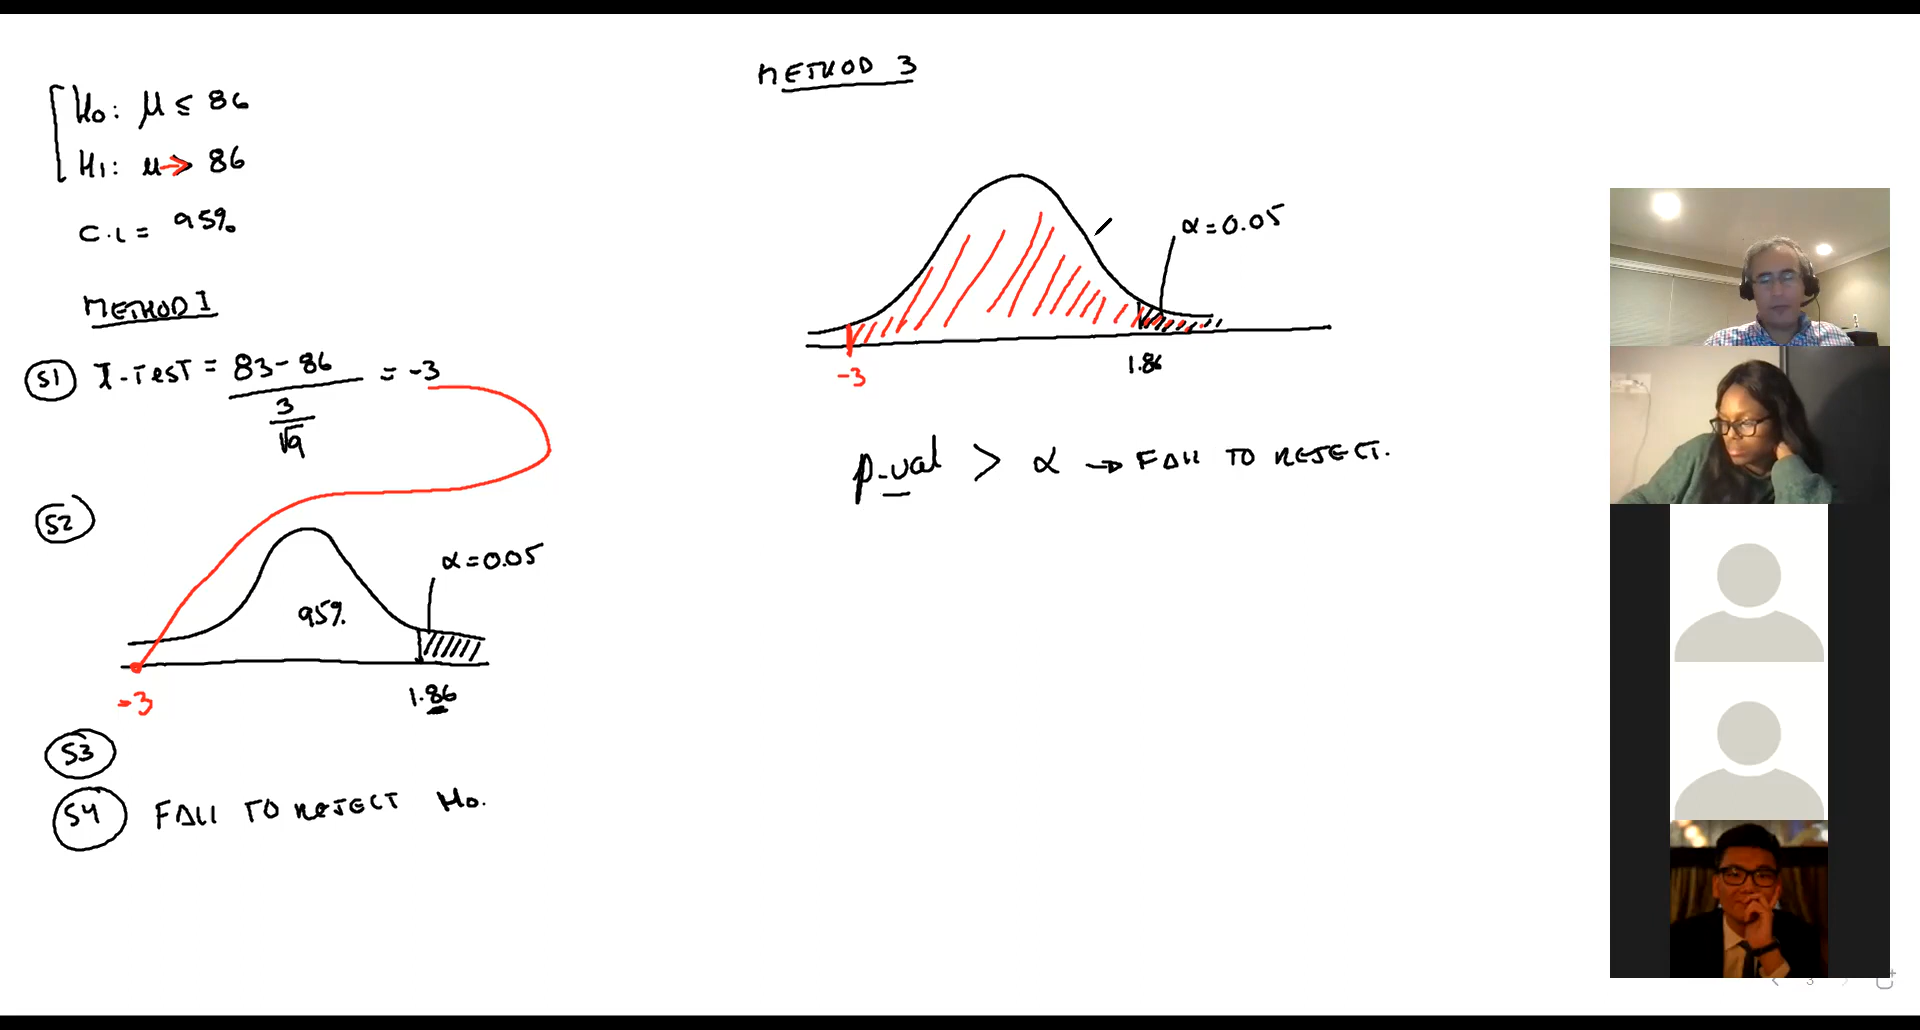 H0: μ ≤ 86
H1: μ > 86
C.L = 95%
METHOD I
S1 T-TesT = 83-86 / 3/√9 = -3
S2
α=0.05
95%
-3
1.86
S3
S4 FAIL TO REJECT H0.
METHOD 3
α=0.05
-3
1.86
p-val > α → FAIL TO REJECT.
3